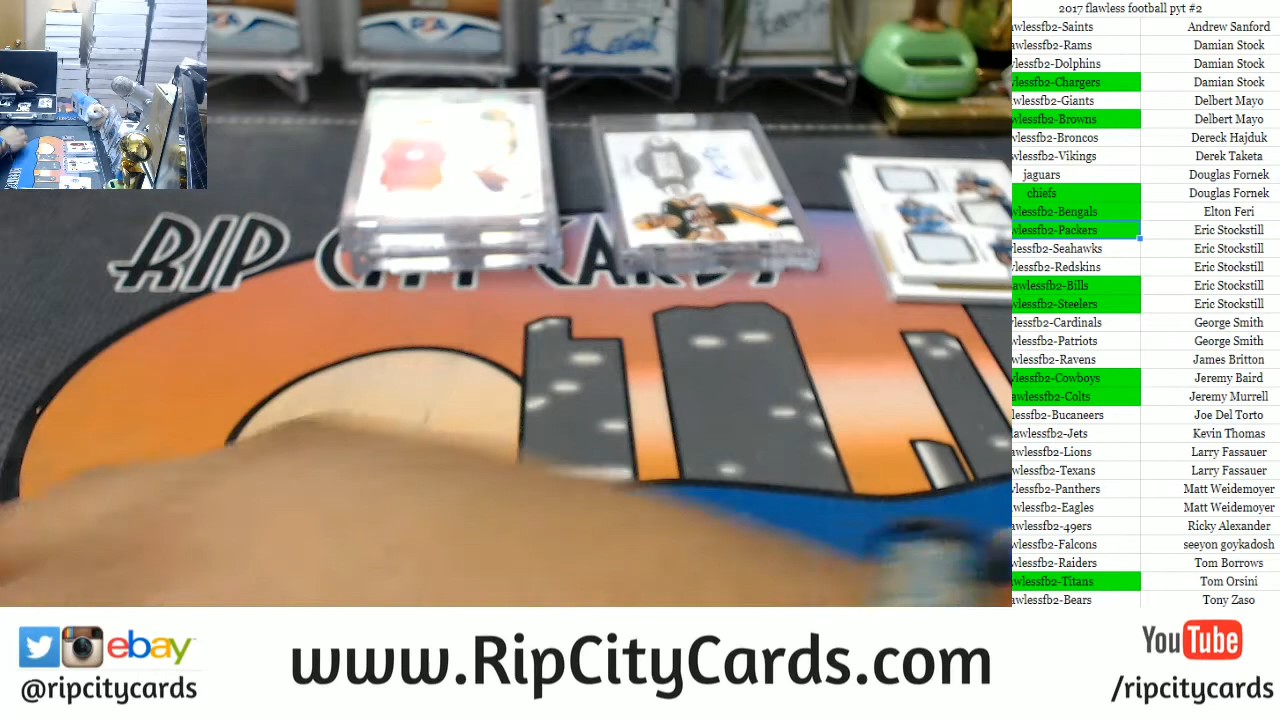 2017 flawless football pyt #2
awlessfb2-Saints Andrew Sanford
awlessfb2-Rams Damian Stock
wlessfb2-Dolphins Damian Stock
awlessfb2-Chargers Damian Stock
awlessfb2-Giants Delbert Mayo
wlessfb2-Browns Delbert Mayo
wlessfb2-Broncos Dereck Hajduk
wlessfb2-Vikings Derek Taketa
jaguars Douglas Fornek
chiefs Douglas Fornek
wlessfb2-Bengals Elton Feri
wlessfb2-Packers Eric Stockstill
lessfb2-Seahawks Eric Stockstill
lessfb2-Redskins Eric Stockstill
awlessfb2-Bills Eric Stockstill
awlessfb2-Steelers Eric Stockstill
lessfb2-Cardinals George Smith
wlessfb2-Patriots George Smith
wlessfb2-Ravens James Britton
wlessfb2-Cowboys Jeremy Baird
awlessfb2-Colts Jeremy Murrell
lessfb2-Bucaneers Joe Del Torto
lawlessfb2-Jets Kevin Thomas
awlessfb2-Lions Larry Fassauer
wlessfb2-Texans Larry Fassauer
wlessfb2-Panthers Matt Weidemoyer
wlessfb2-Eagles Matt Weidemoyer
awlessfb2-49ers Ricky Alexander
wlessfb2-Falcons seeyon goykadosh
wlessfb2-Raiders Tom Borrows
wlessfb2-Titans Tom Orsini
wlessfb2-Bears Tony Zaso
RIP CITY CARDS
ebay
@ripcitycards
www.RipCityCards.com
YouTube
/ripcitycards